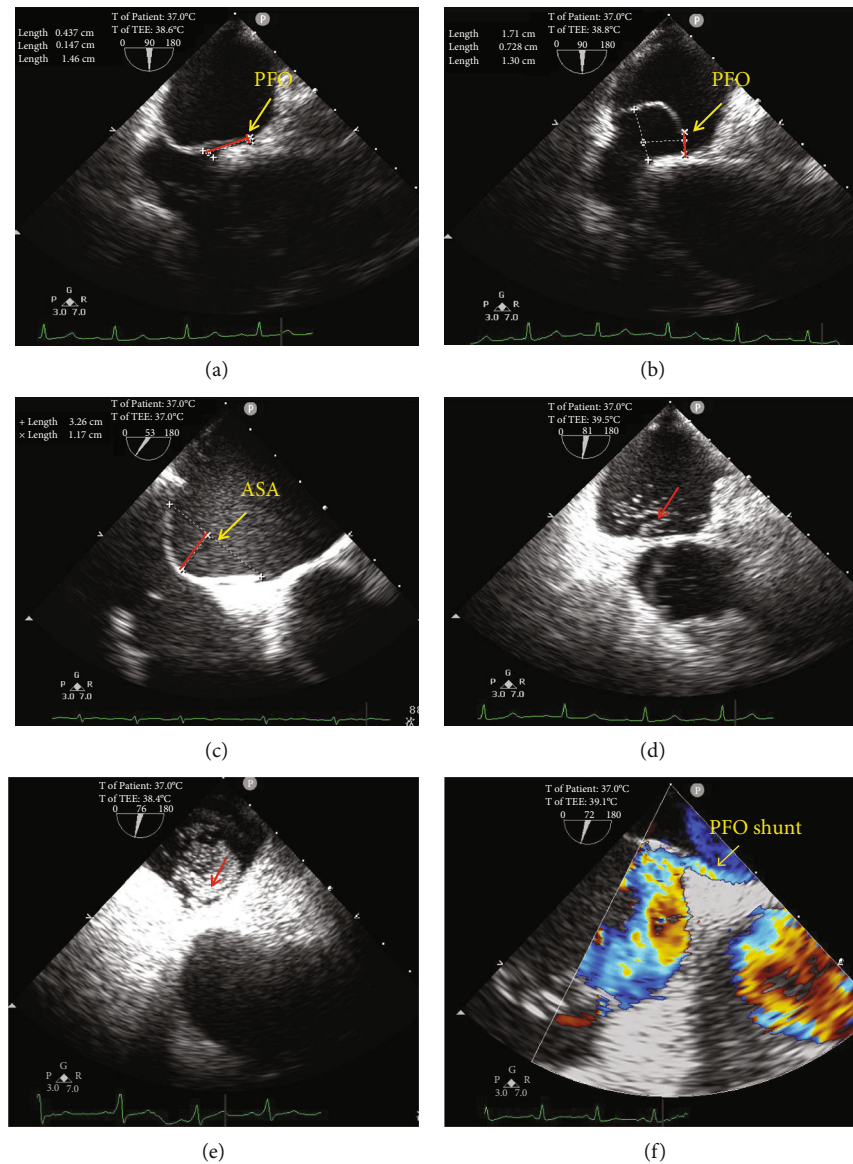 T of Patient: 37.0°C
T of TEE: 38.6°C
0 90 180
P
Length 0.437 cm
Length 0.147 cm
Length 1.46 cm
PFO
G
P R
3.0 7.0
(a)
T of Patient: 37.0°C
T of TEE: 38.8°C
0 90 180
P
Length 1.71 cm
Length 0.728 cm
Length 1.30 cm
PFO
G
P R
3.0 7.0
(b)
T of Patient: 37.0°C
T of TEE: 37.0°C
0 53 180
P
+ Length 3.26 cm
× Length 1.17 cm
ASA
G
P R
3.0 7.0
(c)
T of Patient: 37.0°C
T of TEE: 39.5°C
0 81 180
P
G
P R
3.0 7.0
(d)
T of Patient: 37.0°C
T of TEE: 38.4°C
0 76 180
P
G
P R
3.0 7.0
(e)
T of Patient: 37.0°C
T of TEE: 39.1°C
0 72 180
P
PFO shunt
G
P R
3.0 7.0
(f)